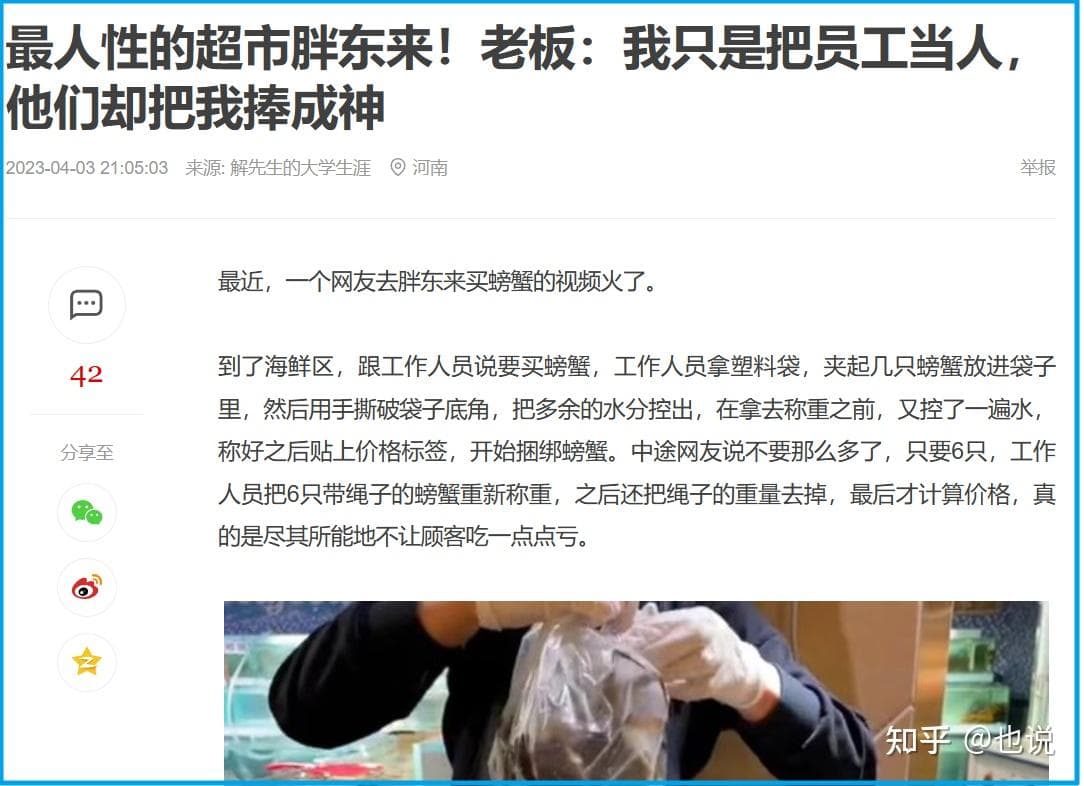 最人性的超市胖东来！老板：我只是把员工当人，
他们却把我捧成神
2023-04-03 21:05:03 来源: 解先生的大学生涯 河南 举报
最近，一个网友去胖东来买螃蟹的视频火了。
42
到了海鲜区，跟工作人员说要买螃蟹，工作人员拿塑料袋，夹起几只螃蟹放进袋子
里，然后用手撕破袋子底角，把多余的水分控出，在拿去称重之前，又控了一遍水，
称好之后贴上价格标签，开始捆绑螃蟹。中途网友说不要那么多了，只要6只，工作
人员把6只带绳子的螃蟹重新称重，之后还把绳子的重量去掉，最后才计算价格，真
的是尽其所能地不让顾客吃一点点亏。
分享至
知乎 @也说